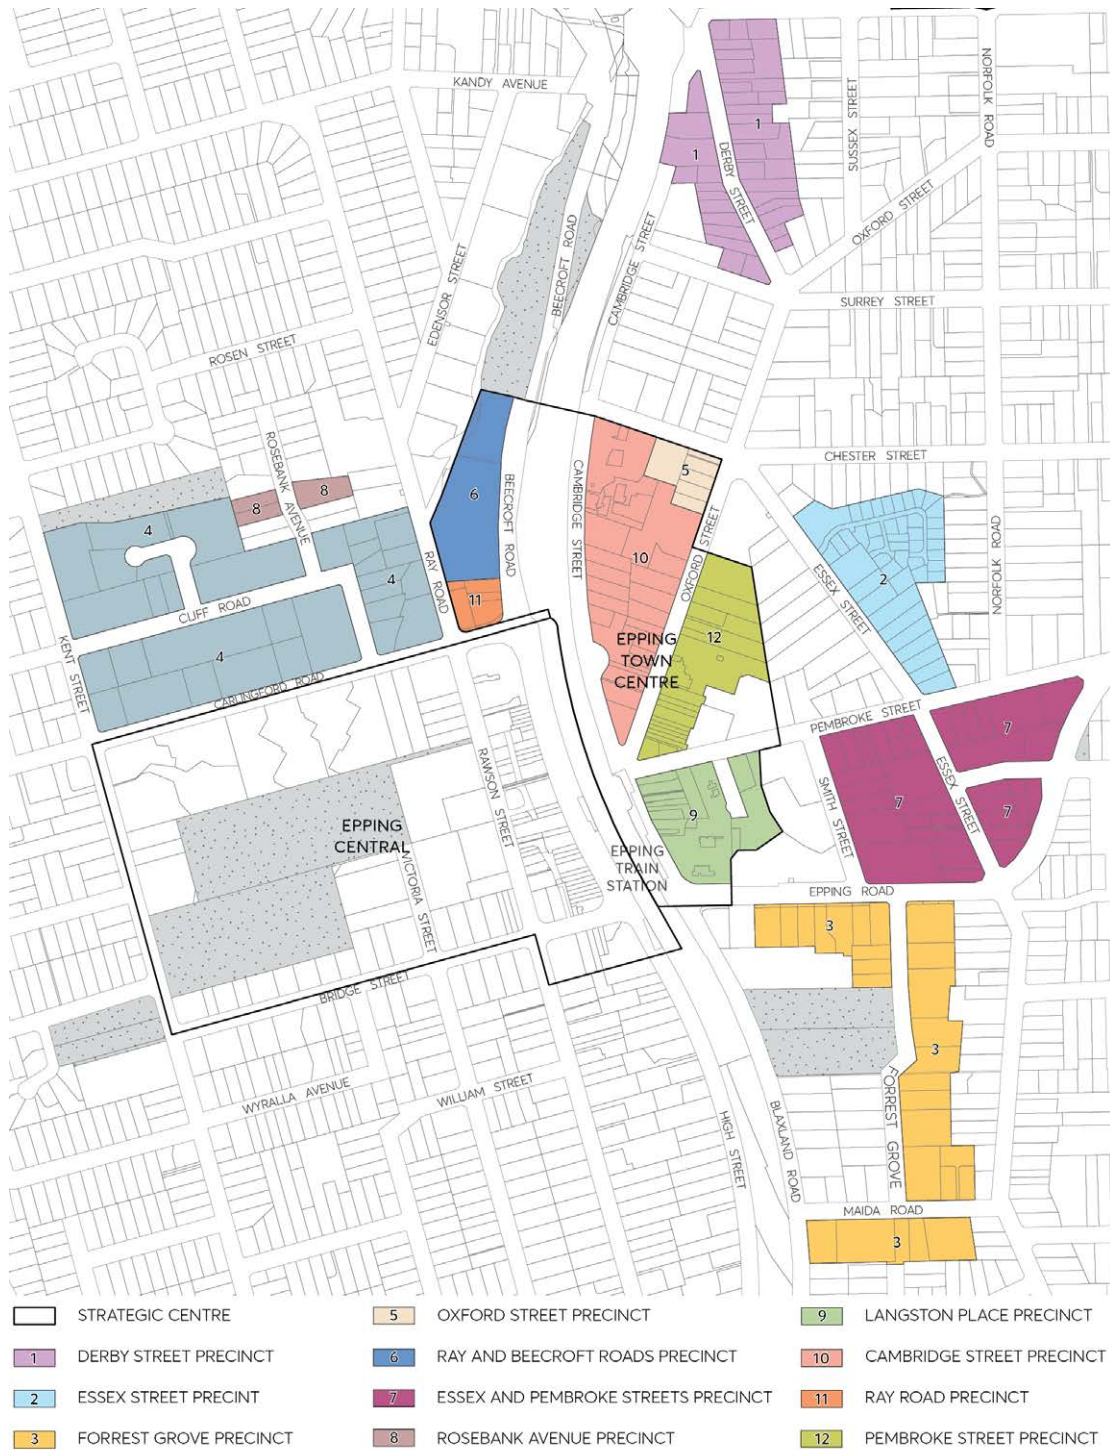 KANDY AVENUE
NORFOLK ROAD
SUSSEX STREET
1
1
DERBY STREET
OXFORD STREET
BEECROFT ROAD
CAMBRIDGE STREET
EDENSOR STREET
SURREY STREET
ROSEN STREET
ROSEBANK AVENUE
CHESTER STREET
5
8
8
6
BEECROFT ROAD
CAMBRIDGE STREET
OXFORD STREET
NORFOLK ROAD
4
10
4
2
ESSEX STREET
RAY ROAD
11
CLIFF ROAD
12
EPPING
TOWN
CENTRE
KENT STREET
4
CARLINGFORD ROAD
PEMBROKE STREET
7
RAWSON STREET
ESSEX STREET
SMITH STREET
7
7
9
EPPING
CENTRAL
VICTORIA STREET
EPPING
TRAIN
STATION
EPPING ROAD
3
BRIDGE STREET
3
WYRALLA AVENUE
WILLIAM STREET
FORREST GROVE
HIGH STREET
BLAXLAND ROAD
MAIDA ROAD
3
STRATEGIC CENTRE
5 OXFORD STREET PRECINCT
9 LANGSTON PLACE PRECINCT
1 DERBY STREET PRECINCT
6 RAY AND BEECROFT ROADS PRECINCT
10 CAMBRIDGE STREET PRECINCT
2 ESSEX STREET PRECINT
7 ESSEX AND PEMBROKE STREETS PRECINCT
11 RAY ROAD PRECINCT
3 FORREST GROVE PRECINCT
8 ROSEBANK AVENUE PRECINCT
12 PEMBROKE STREET PRECINCT